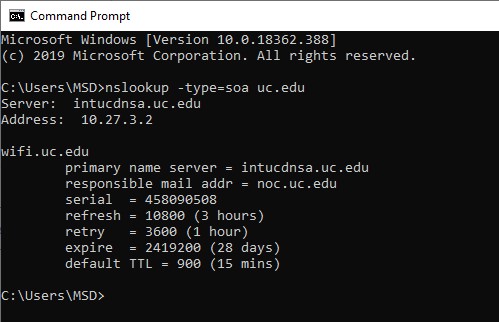 Command Prompt
Microsoft Windows [Version 10.0.18362.388]
(c) 2019 Microsoft Corporation. All rights reserved.
C:\Users\MSD>nslookup -type=soa uc.edu
Server:  intucdnsa.uc.edu
Address:  10.27.3.2
wifi.uc.edu
primary name server = intucdnsa.uc.edu
responsible mail addr = noc.uc.edu
serial  = 458090508
refresh = 10800 (3 hours)
retry   = 3600 (1 hour)
expire  = 2419200 (28 days)
default TTL = 900 (15 mins)
C:\Users\MSD>